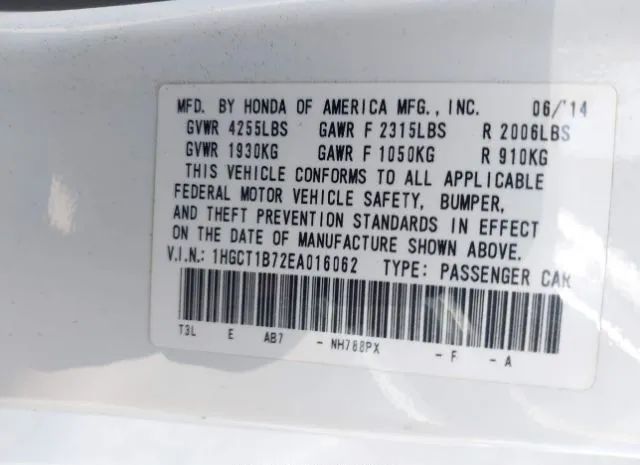 MFD. BY HONDA OF AMERICA MFG., INC. 06/'14
GVWR 4255LBS GAWR F 2315LBS R 2006LBS
GVWR 1930KG GAWR F 1050KG R 910KG
THIS VEHICLE CONFORMS TO ALL APPLICABLE
FEDERAL MOTOR VEHICLE SAFETY, BUMPER,
AND THEFT PREVENTION STANDARDS IN EFFECT
ON THE DATE OF MANUFACTURE SHOWN ABOVE.
V.I.N.: 1HGCT1B72EA016062 TYPE: PASSENGER CAR
T3L E AB7 - NH788PX - F - A